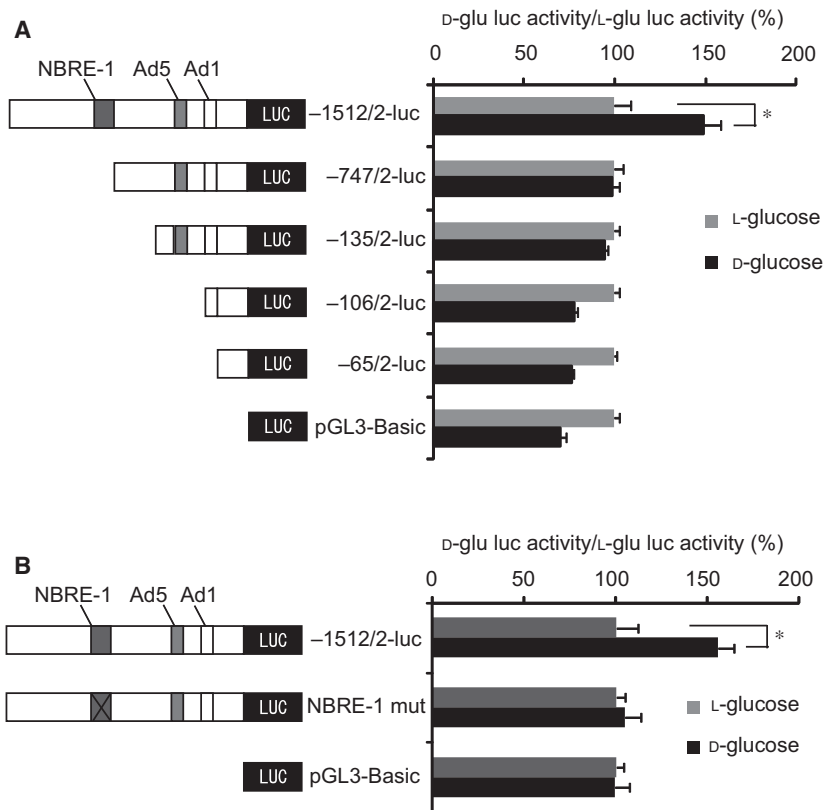 A
D-glu luc activity/L-glu luc activity (%)
0 50 100 150 200
NBRE-1 Ad5 Ad1
LUC –1512/2-luc
*
LUC –747/2-luc
LUC –135/2-luc
LUC –106/2-luc
LUC –65/2-luc
LUC pGL3-Basic
L-glucose
D-glucose
B
D-glu luc activity/L-glu luc activity (%)
0 50 100 150 200
NBRE-1 Ad5 Ad1
LUC –1512/2-luc
*
LUC NBRE-1 mut
LUC pGL3-Basic
L-glucose
D-glucose